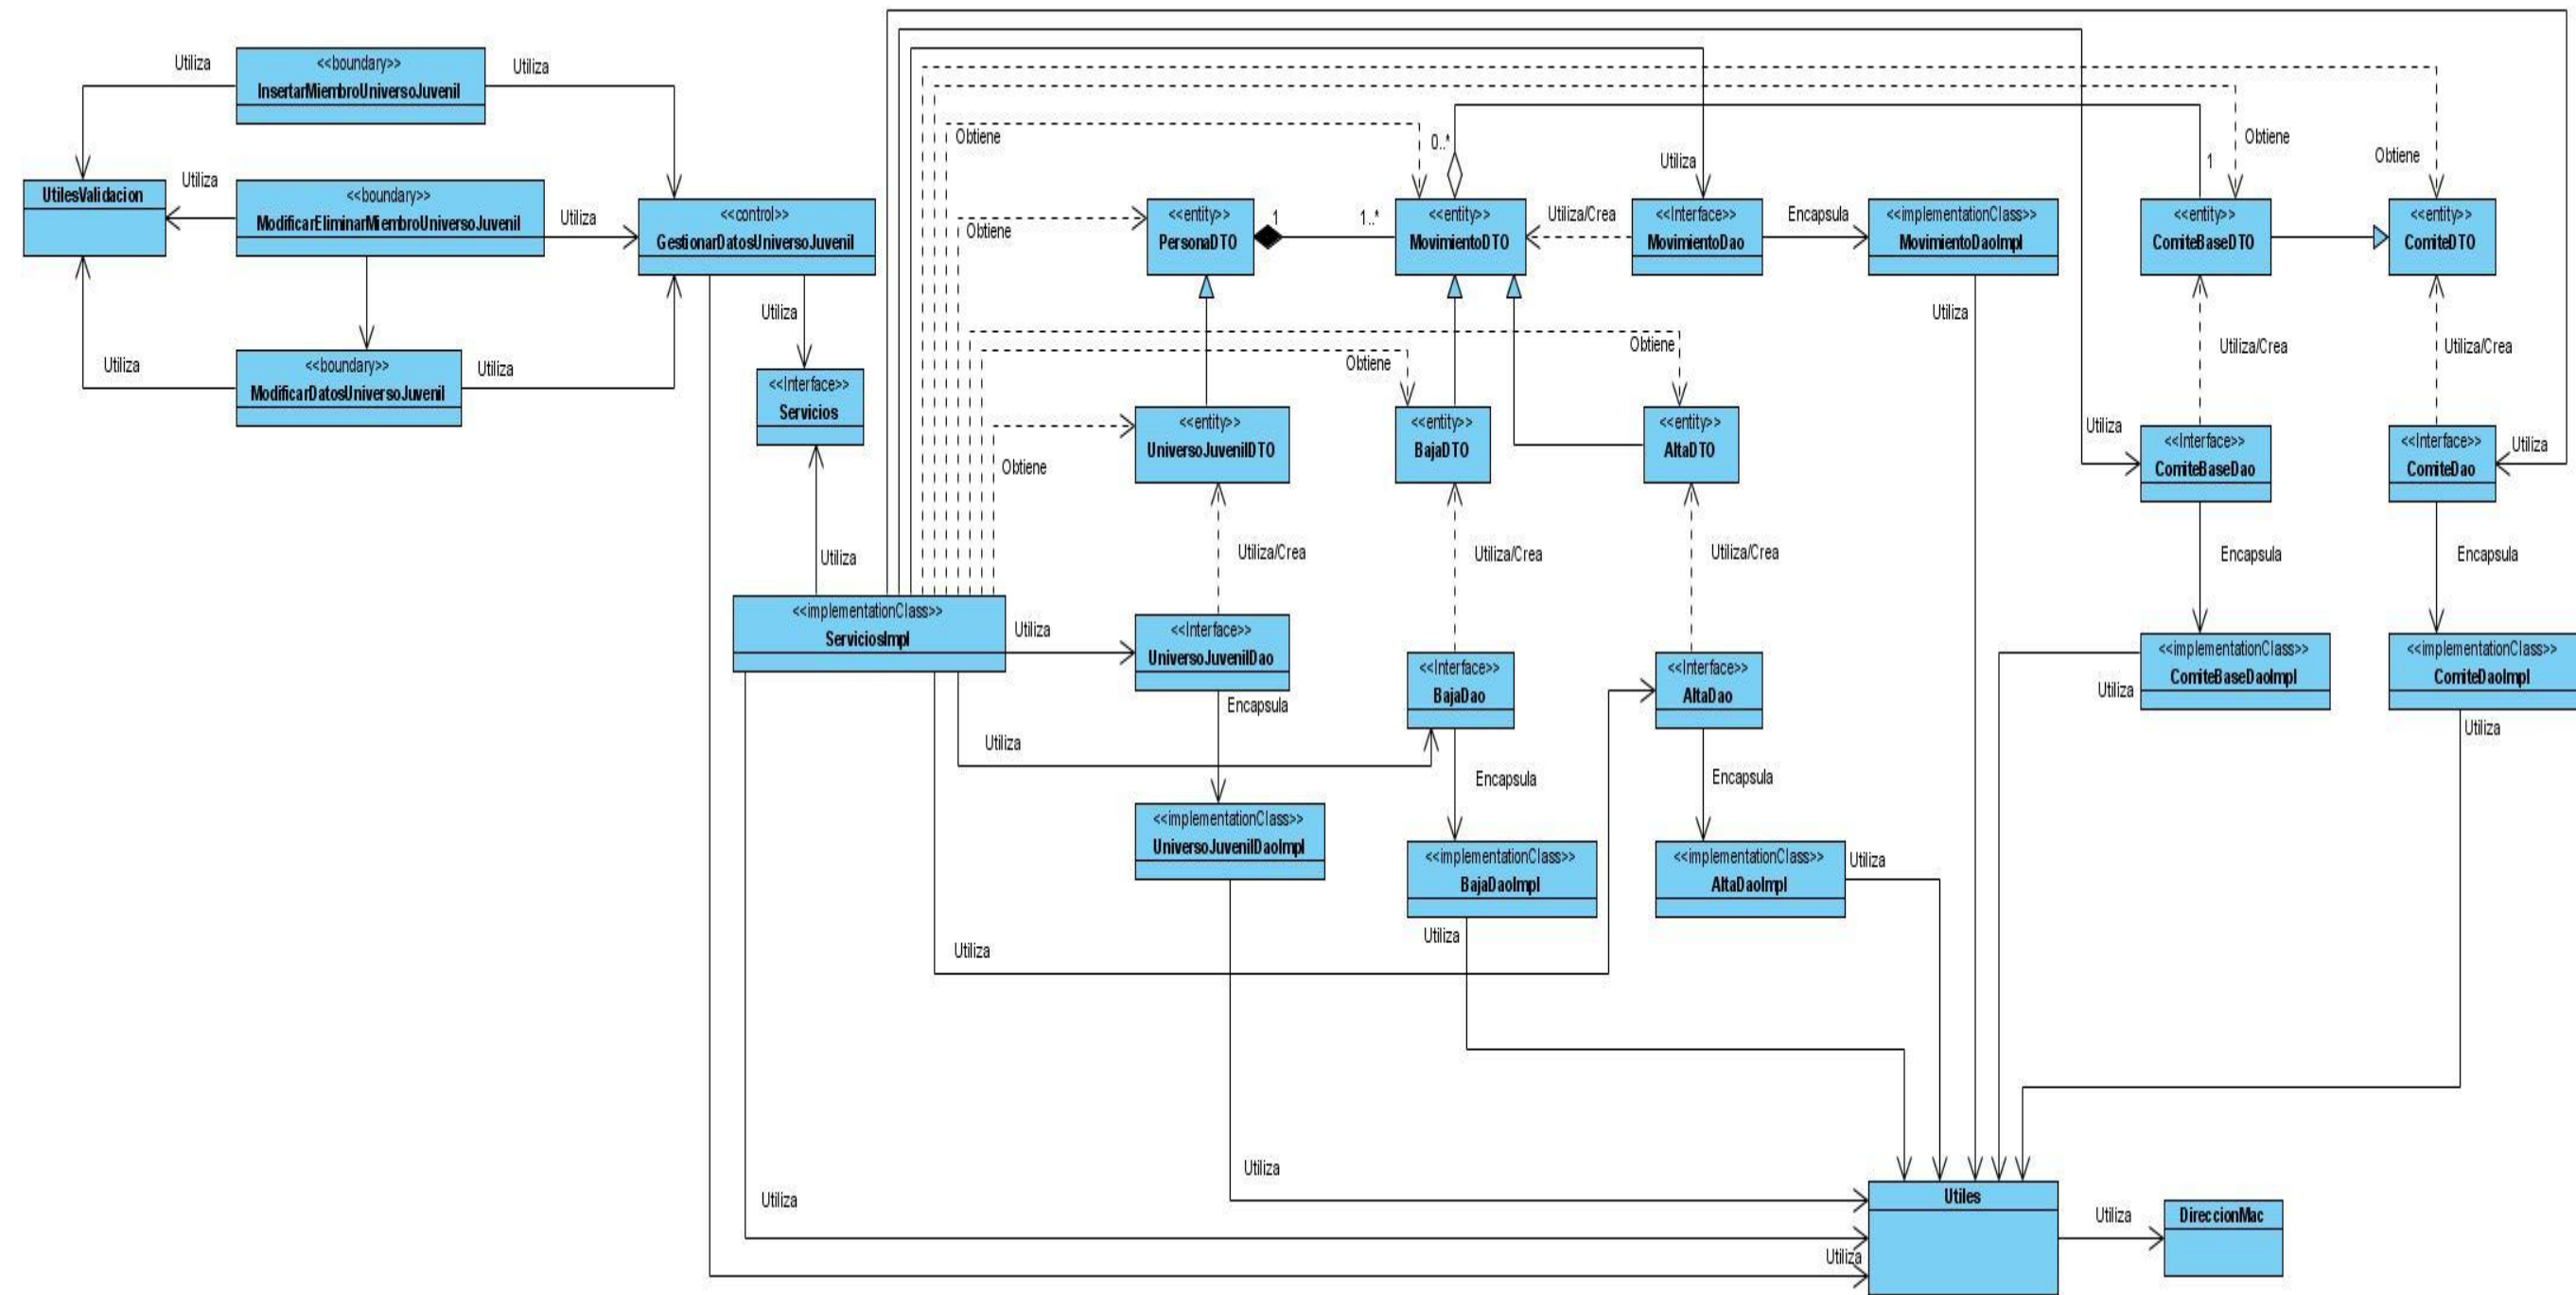 Utiliza
<<boundary>>
InsertarMiembroUniversoJuvenil
Utiliza
UtilesValidacion
Utiliza
<<boundary>>
ModificarEliminarMiembroUniversoJuvenil
Utiliza
<<control>>
GestionarDatosUniversoJuvenil
Utiliza
<<boundary>>
ModificarDatosUniversoJuvenil
Utiliza
Utiliza
<<Interface>>
Servicios
Utiliza
<<implementationClass>>
ServiciosImpl
Obtiene
Obtiene
<<entity>>
PersonaDTO
1
1..*
0..*
<<entity>>
MovimientoDTO
Utiliza/Crea
Utiliza
<<Interface>>
MovimientoDao
Encapsula
<<implementationClass>>
MovimientoDaoImpl
Utiliza
1
Obtiene
Obtiene
<<entity>>
ComiteBaseDTO
<<entity>>
ComiteDTO
Utiliza/Crea
Utiliza/Crea
Obtiene
Obtiene
Obtiene
<<entity>>
UniversoJuvenilDTO
<<entity>>
BajaDTO
<<entity>>
AltaDTO
Utiliza
<<Interface>>
ComiteBaseDao
<<Interface>>
ComiteDao
Utiliza
Utiliza/Crea
Utiliza/Crea
Utiliza/Crea
Encapsula
Encapsula
Utiliza
<<Interface>>
UniversoJuvenilDao
<<Interface>>
BajaDao
<<Interface>>
AltaDao
<<implementationClass>>
ComiteBaseDaoImpl
<<implementationClass>>
ComiteDaoImpl
Utiliza
Utiliza
Encapsula
Utiliza
Encapsula
Encapsula
<<implementationClass>>
UniversoJuvenilDaoImpl
<<implementationClass>>
BajaDaoImpl
<<implementationClass>>
AltaDaoImpl
Utiliza
Utiliza
Utiliza
Utiliza
Utiliza
Utiliza
Utiles
Utiliza
DireccionMac